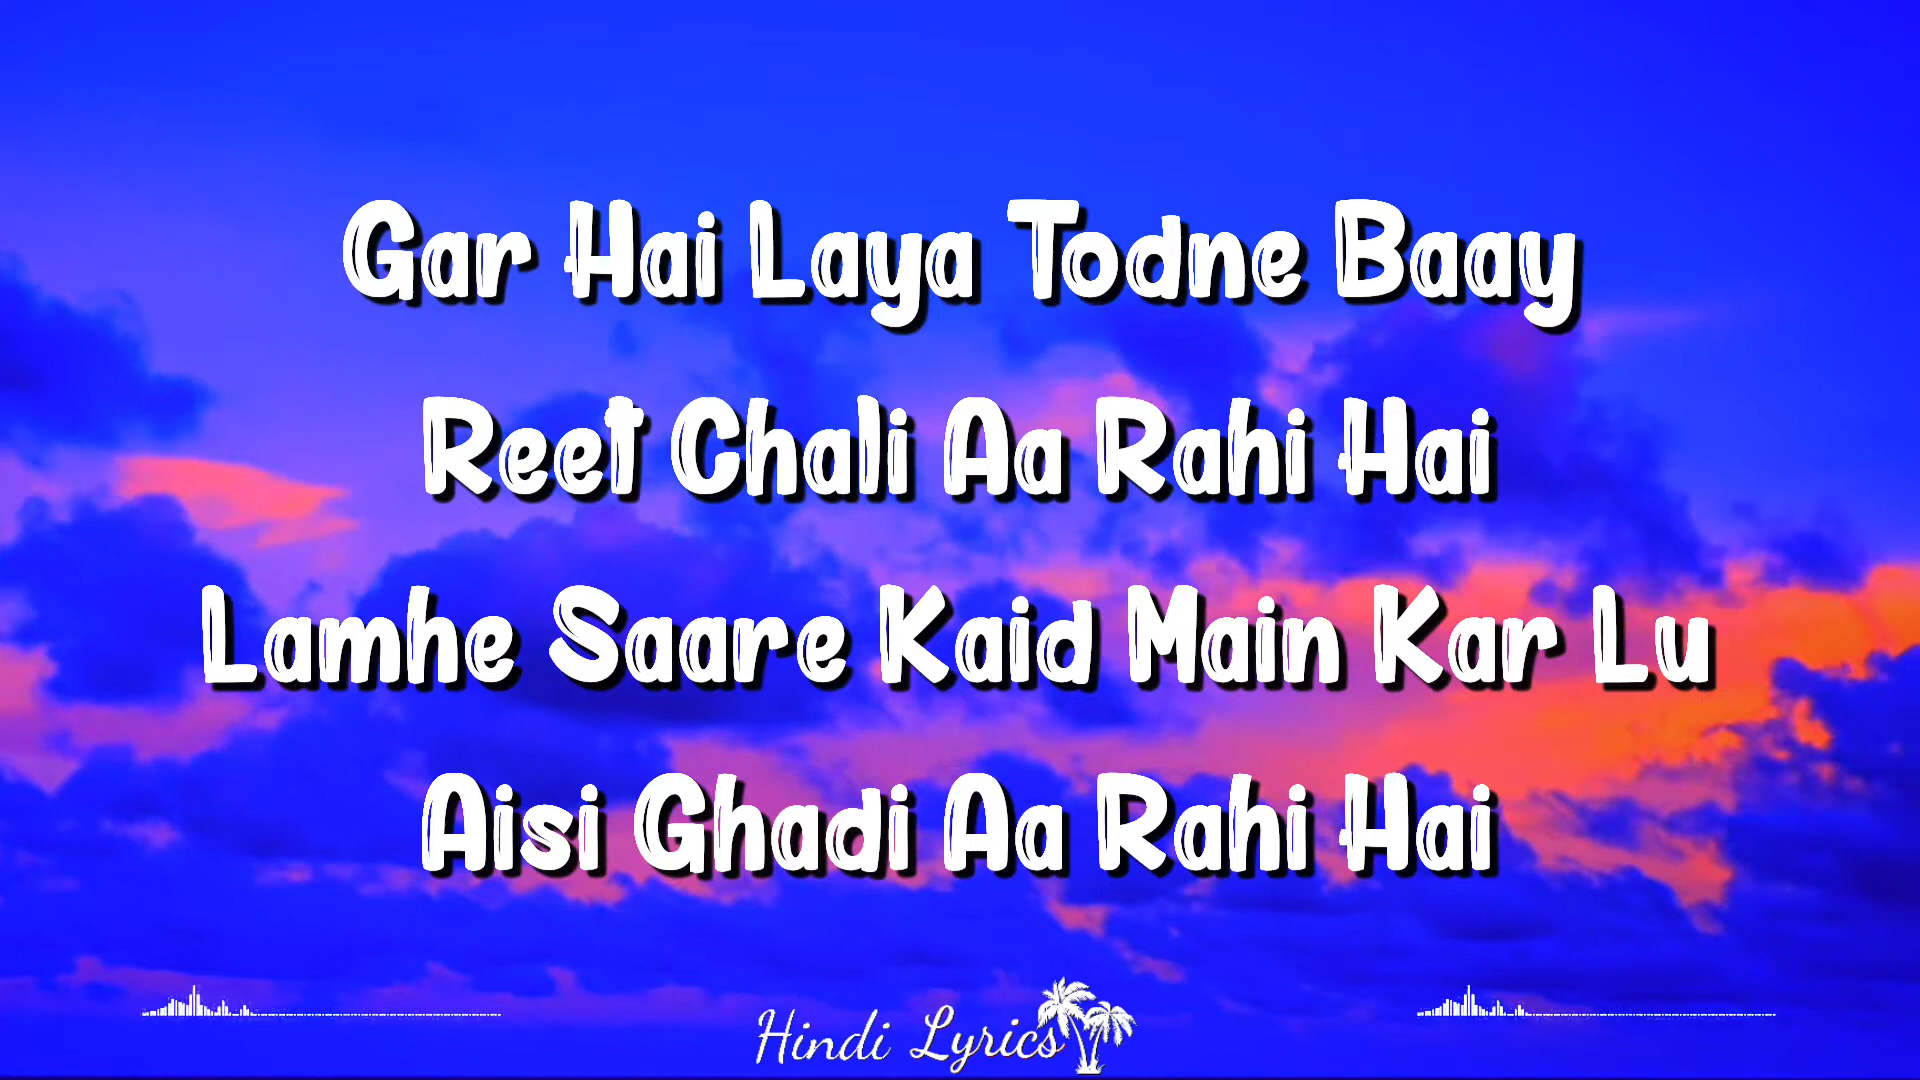 Gar Hai Laya Todne Baay
Reet Chali Aa Rahi Hai
Lamhe Saare Kaid Main Kar Lu
Aisi Ghadi Aa Rahi Hai
Hindi Lyrics